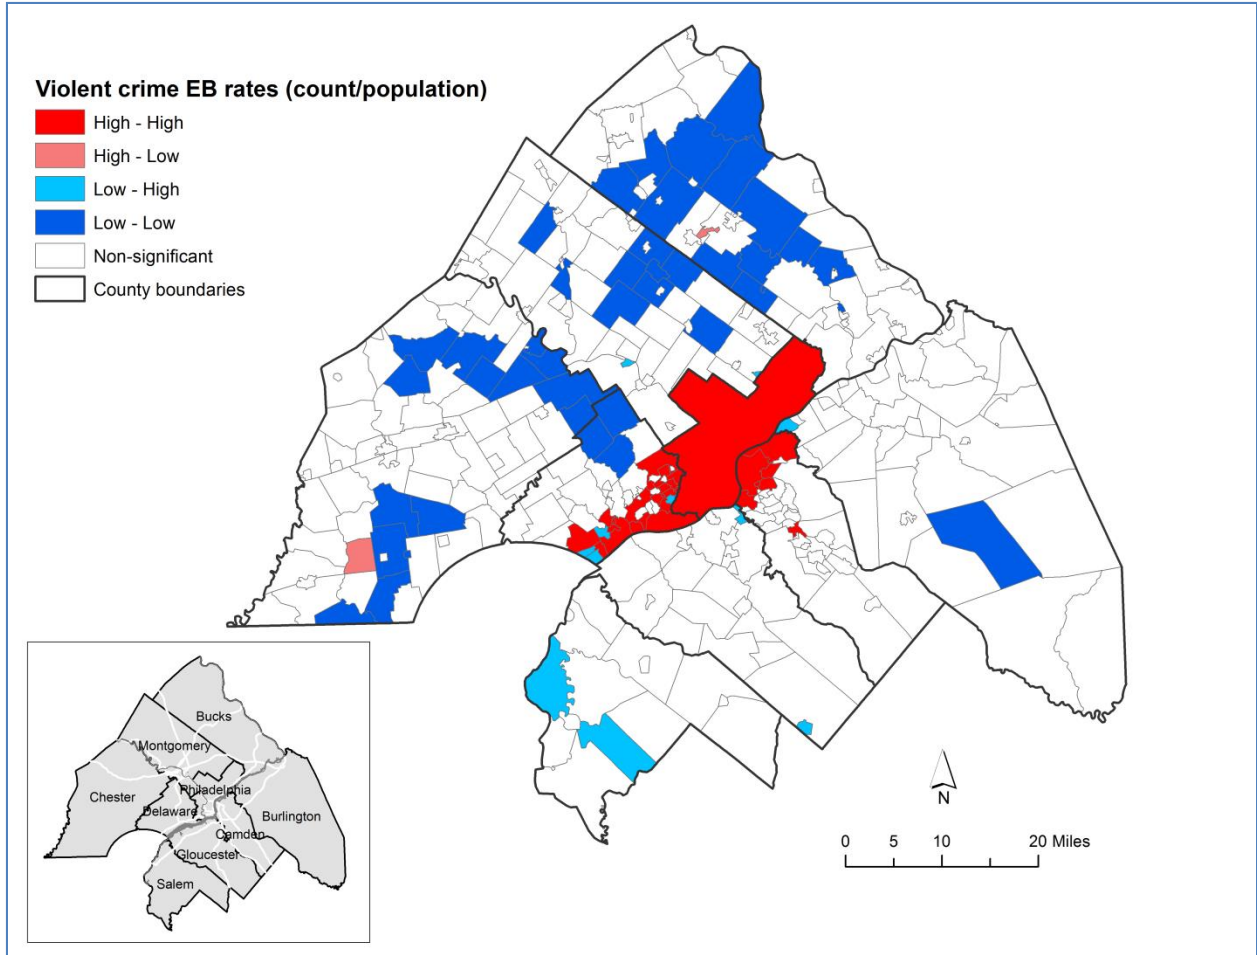 Violent crime EB rates (count/population)
High - High
High - Low
Low - High
Low - Low
Non-significant
County boundaries
Bucks
Montgomery
Philadelphia
Chester
Delaware
Burlington
Camden
Gloucester
Salem
N
0 5 10 20 Miles